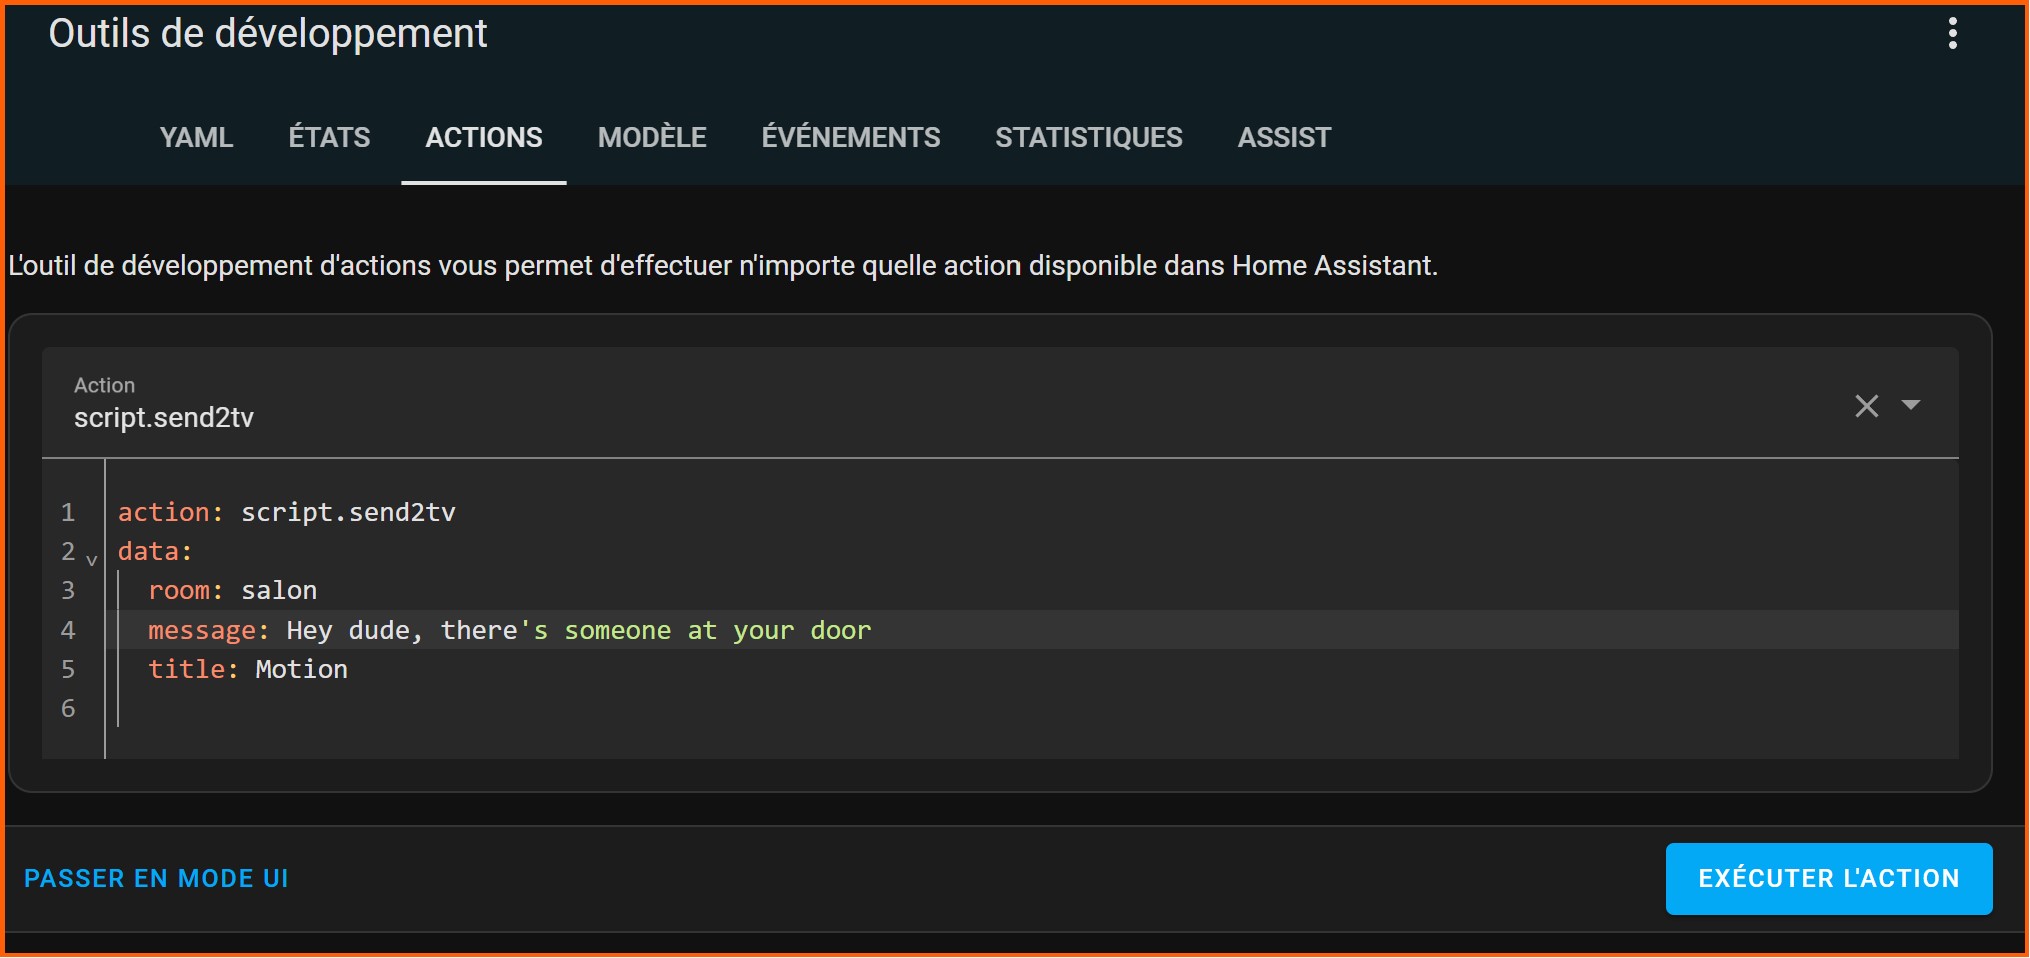 Outils de développement
YAML ÉTATS ACTIONS MODÈLE ÉVÉNEMENTS STATISTIQUES ASSIST
L'outil de développement d'actions vous permet d'effectuer n'importe quelle action disponible dans Home Assistant.
Action
script.send2tv
1 action: script.send2tv
2 data:
3 room: salon
4 message: Hey dude, there's someone at your door
5 title: Motion
6
PASSER EN MODE UI EXÉCUTER L'ACTION